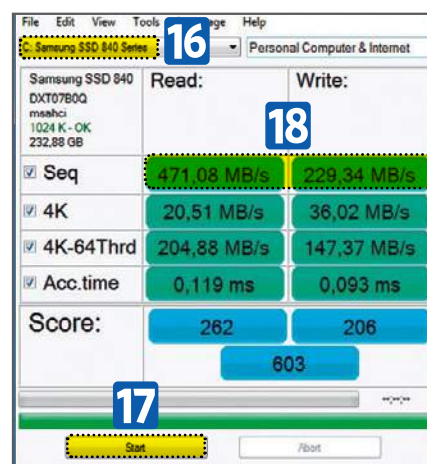 File Edit View Tools Language Help
C: Samsung SSD 840 Series 16 Personal Computer & Internet
Samsung SSD 840 Read: Write:
DXT07B0Q
msahci
1024 K - OK
232,88 GB
18
Seq 471,08 MB/s 229,34 MB/s
4K 20,51 MB/s 36,02 MB/s
4K-64Thrd 204,88 MB/s 147,37 MB/s
Acc.time 0,119 ms 0,093 ms
Score: 262 206
603
17 --:--:--
Start Abort